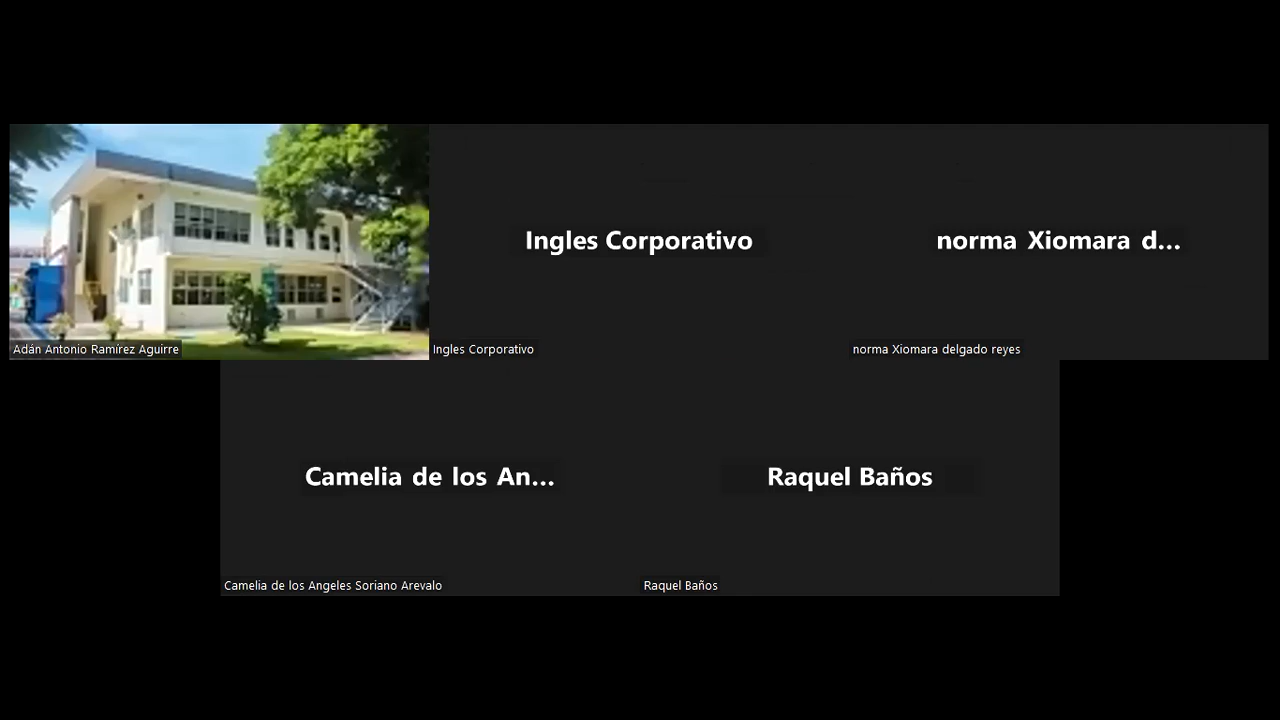 Ingles Corporativo
norma Xiomara d...
Adán Antonio Ramírez Aguirre
Ingles Corporativo
norma Xiomara delgado reyes
Camelia de los An...
Raquel Baños
Camelia de los Angeles Soriano Arevalo
Raquel Baños